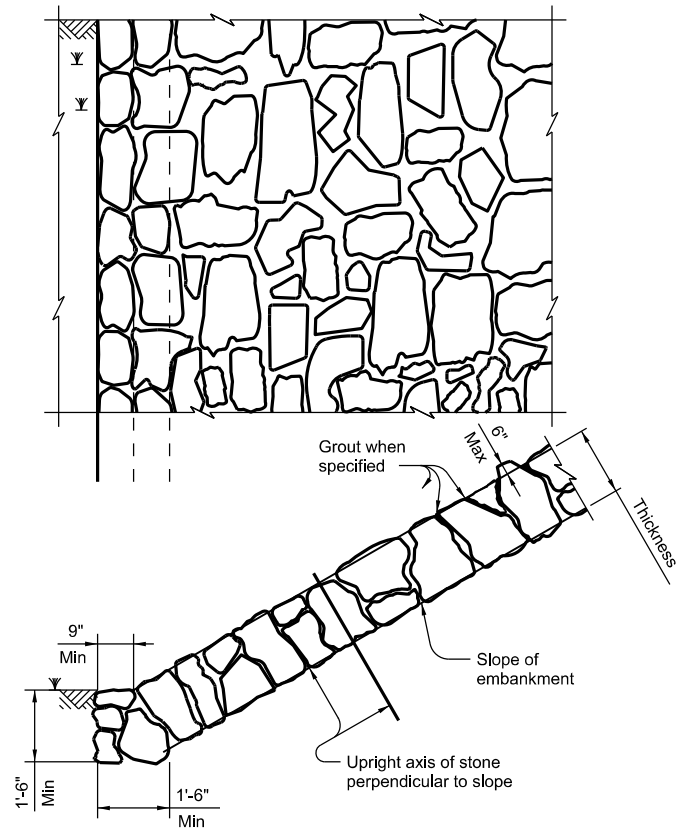 Grout when
specified
6"
Max
Thickness
9"
Min
Slope of
embankment
1'-6"
Min
Upright axis of stone
perpendicular to slope
1'-6"
Min